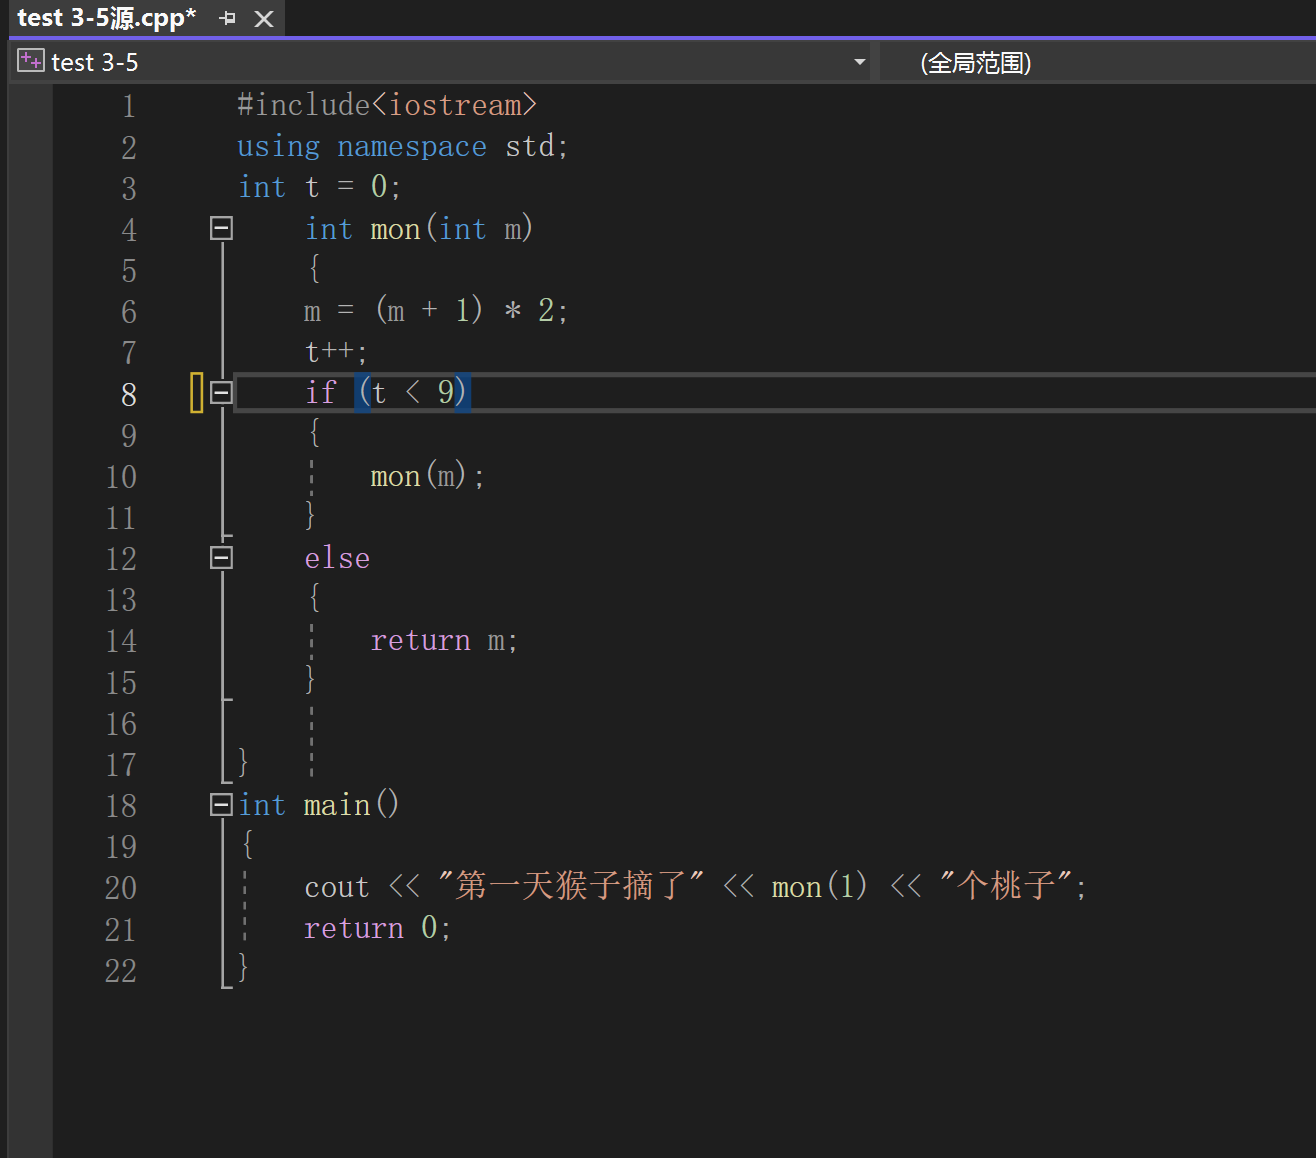 test 3-5源.cpp*
test 3-5 (全局范围)
1 #include<iostream>
2 using namespace std;
3 int t = 0;
4 int mon(int m)
5 {
6 m = (m + 1) * 2;
7 t++;
8 if (t < 9)
9 {
10 mon(m);
11 }
12 else
13 {
14 return m;
15 }
16
17 }
18 int main()
19 {
20 cout << "第一天猴子摘了" << mon(1) << "个桃子";
21 return 0;
22 }